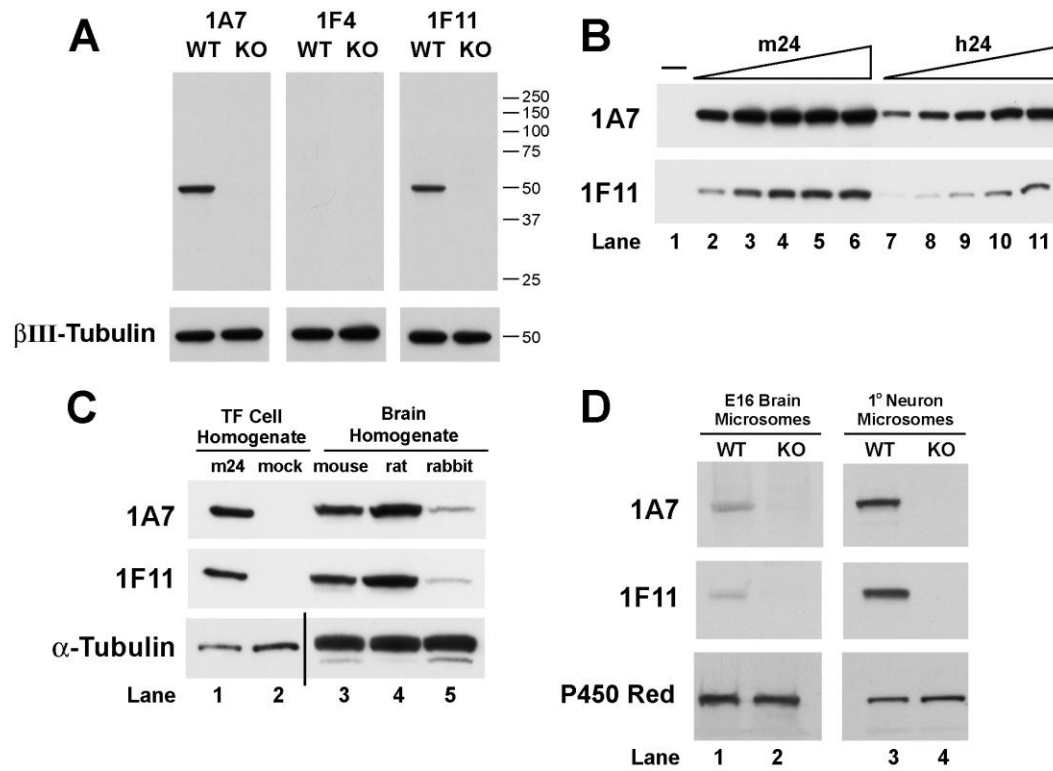 A
1A7 1F4 1F11
WT KO WT KO WT KO
250
150
100
75
50
37
25
βIII-Tubulin
50
B
— m24 h24
1A7
1F11
Lane 1 2 3 4 5 6 7 8 9 10 11
C
TF Cell Brain
Homogenate Homogenate
m24 mock mouse rat rabbit
1A7
1F11
α-Tubulin
Lane 1 2 3 4 5
D
E16 Brain 1° Neuron
Microsomes Microsomes
WT KO WT KO
1A7
1F11
P450 Red
Lane 1 2 3 4